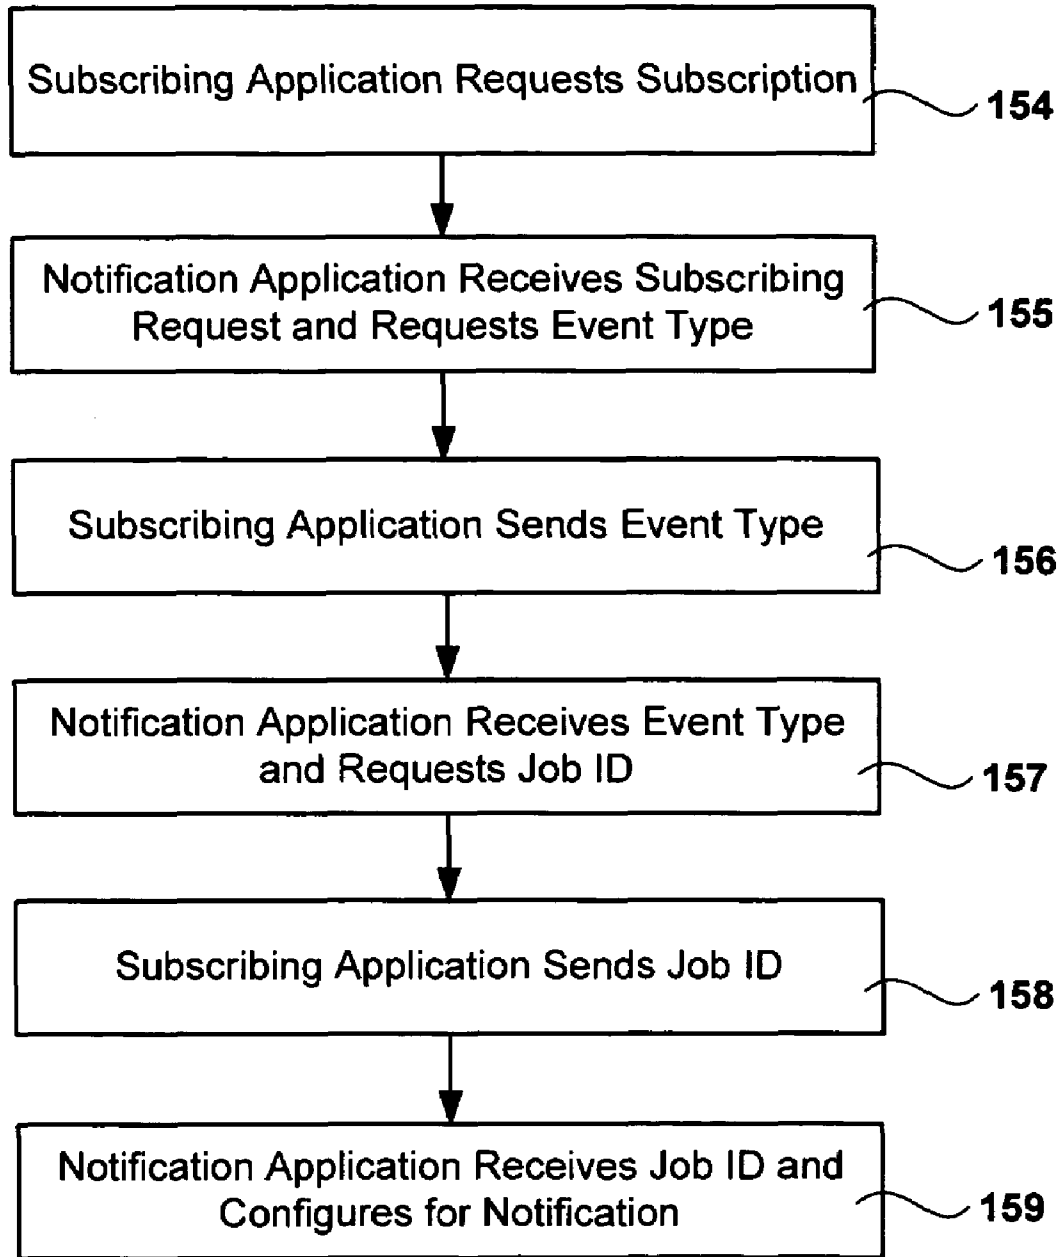 Subscribing Application Requests Subscription
154
Notification Application Receives Subscribing
Request and Requests Event Type
155
Subscribing Application Sends Event Type
156
Notification Application Receives Event Type
and Requests Job ID
157
Subscribing Application Sends Job ID
158
Notification Application Receives Job ID and
Configures for Notification
159